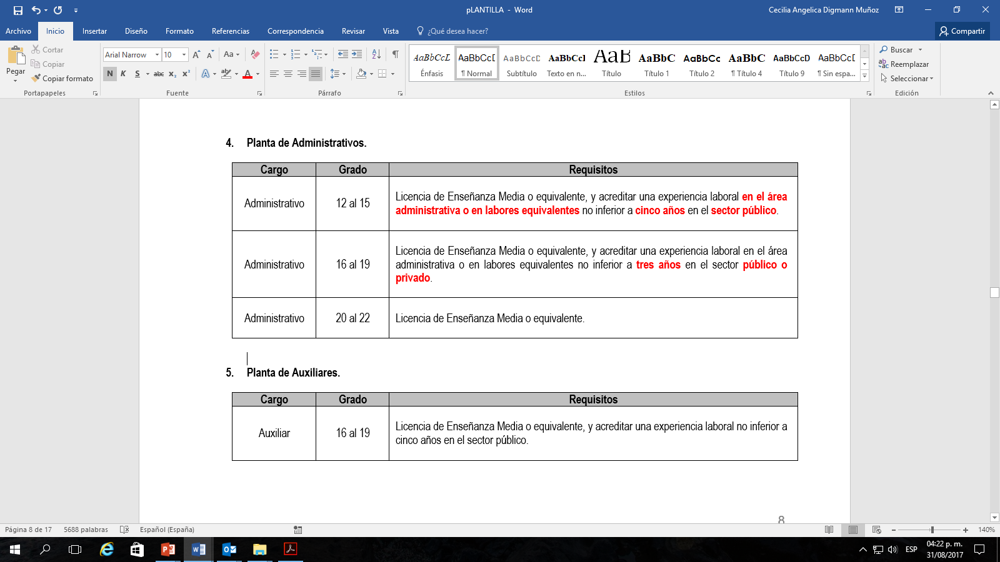 pLANTILLA - Word
Cecilia Angelica Digmann Muñoz
Archivo Inicio Insertar Diseño Formato Referencias Correspondencia Revisar Vista ¿Qué desea hacer? Compartir
Pegar
Cortar
Copiar
Copiar formato
Portapapeles
Arial Narrow 10 Aa
N K S abc x₂ x² A A
Fuente
Párrafo
AaBbCcD AaBbCcD AaBbCcD AaBbCcI AaB AaBbC AaBbCc AaBbC AaBbCcD AaBbCcD
Énfasis ¶ Normal Subtítulo Texto en n... Título Título 1 Título 2 ¶ Título 4 Título 9 ¶ Sin espa...
Estilos
Buscar
Reemplazar
Seleccionar
Edición
4. Planta de Administrativos.
Cargo Grado Requisitos
Administrativo 12 al 15 Licencia de Enseñanza Media o equivalente, y acreditar una experiencia laboral en el área
administrativa o en labores equivalentes no inferior a cinco años en el sector público.
Administrativo 16 al 19 Licencia de Enseñanza Media o equivalente, y acreditar una experiencia laboral en el área
administrativa o en labores equivalentes no inferior a tres años en el sector público o
privado.
Administrativo 20 al 22 Licencia de Enseñanza Media o equivalente.
5. Planta de Auxiliares.
Cargo Grado Requisitos
Auxiliar 16 al 19 Licencia de Enseñanza Media o equivalente, y acreditar una experiencia laboral no inferior a
cinco años en el sector público.
8
Página 8 de 17 5688 palabras Español (España) 140%
ESP
04:22 p. m.
31/08/2017